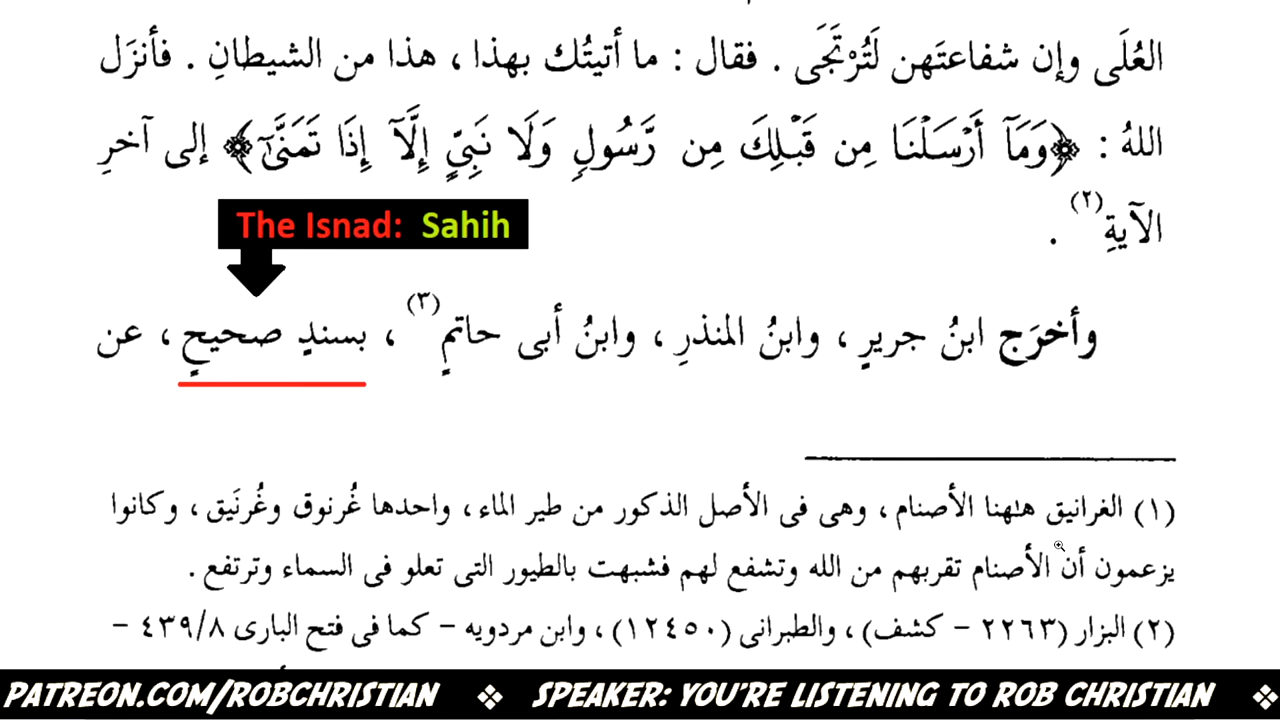 العُلَى وإن شفاعتَهن لَتُرْتَجَى . فقال : ما أتيتُك بهذا ، هذا من الشيطانِ . فأنزَل
اللهُ : ﴿وَمَآ أَرْسَلْنَا مِن قَبْلِكَ مِن رَّسُولٍ وَلَا نَبِيٍّ إِلَّآ إِذَا تَمَنَّىٰٓ﴾ إلى آخرِ
الآيةِ(٢) .
The Isnad: Sahih
وأخرَج ابنُ جريرٍ ، وابنُ المنذرِ ، وابنُ أبى حاتمٍ(٣) ، بسندٍ صحيحٍ ، عن
(١) الغرانيق هلهنا الأصنام ، وهى فى الأصل الذكور من طير الماء ، واحدها غُرنوق وغُرنَيق ، وكانوا
يزعمون أن الأصنام تقربهم من الله وتشفع لهم فشبهت بالطيور التى تعلو فى السماء وترتفع .
(٢) البزار (٢٢٦٣ - كشف) ، والطبرانى (١٢٤٥٠) ، وابن مردويه - كما فى فتح البارى ٤٣٩/٨ -
PATREON.COM/ROBCHRISTIAN ❖ SPEAKER: YOU'RE LISTENING TO ROB CHRISTIAN ❖